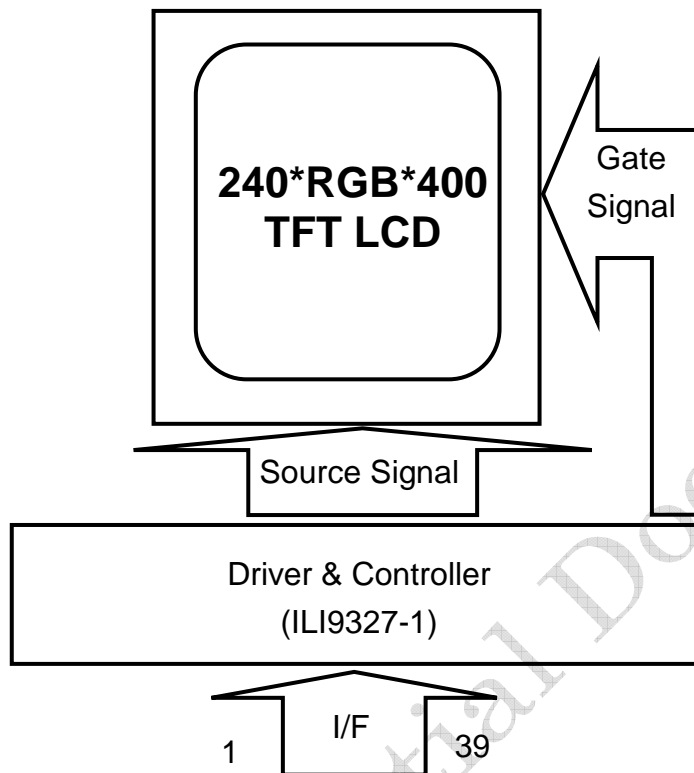 240*RGB*400
TFT LCD
Gate
Signal
Source Signal
Driver & Controller
(ILI9327-1)
I/F
1
39